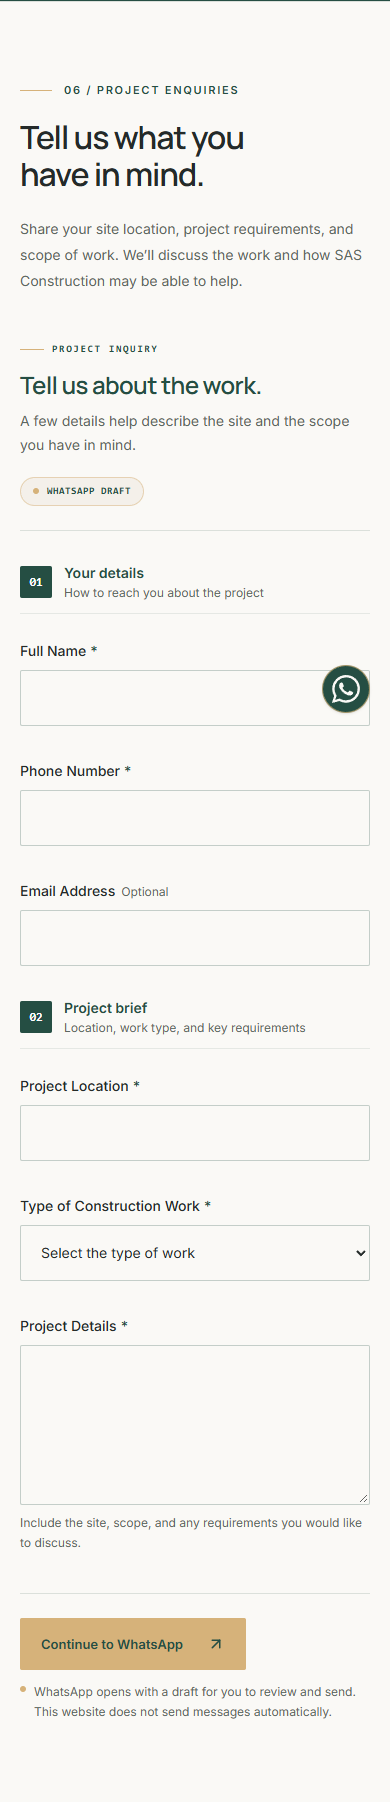 06 / PROJECT ENQUIRIES
Tell us what you
have in mind.
Share your site location, project requirements, and
scope of work. We’ll discuss the work and how SAS
Construction may be able to help.
PROJECT INQUIRY
Tell us about the work.
A few details help describe the site and the scope
you have in mind.
WHATSAPP DRAFT
01
Your details
How to reach you about the project
Full Name *
Phone Number *
Email Address Optional
02
Project brief
Location, work type, and key requirements
Project Location *
Type of Construction Work *
Select the type of work
Project Details *
Include the site, scope, and any requirements you would like
to discuss.
Continue to WhatsApp
WhatsApp opens with a draft for you to review and send.
This website does not send messages automatically.